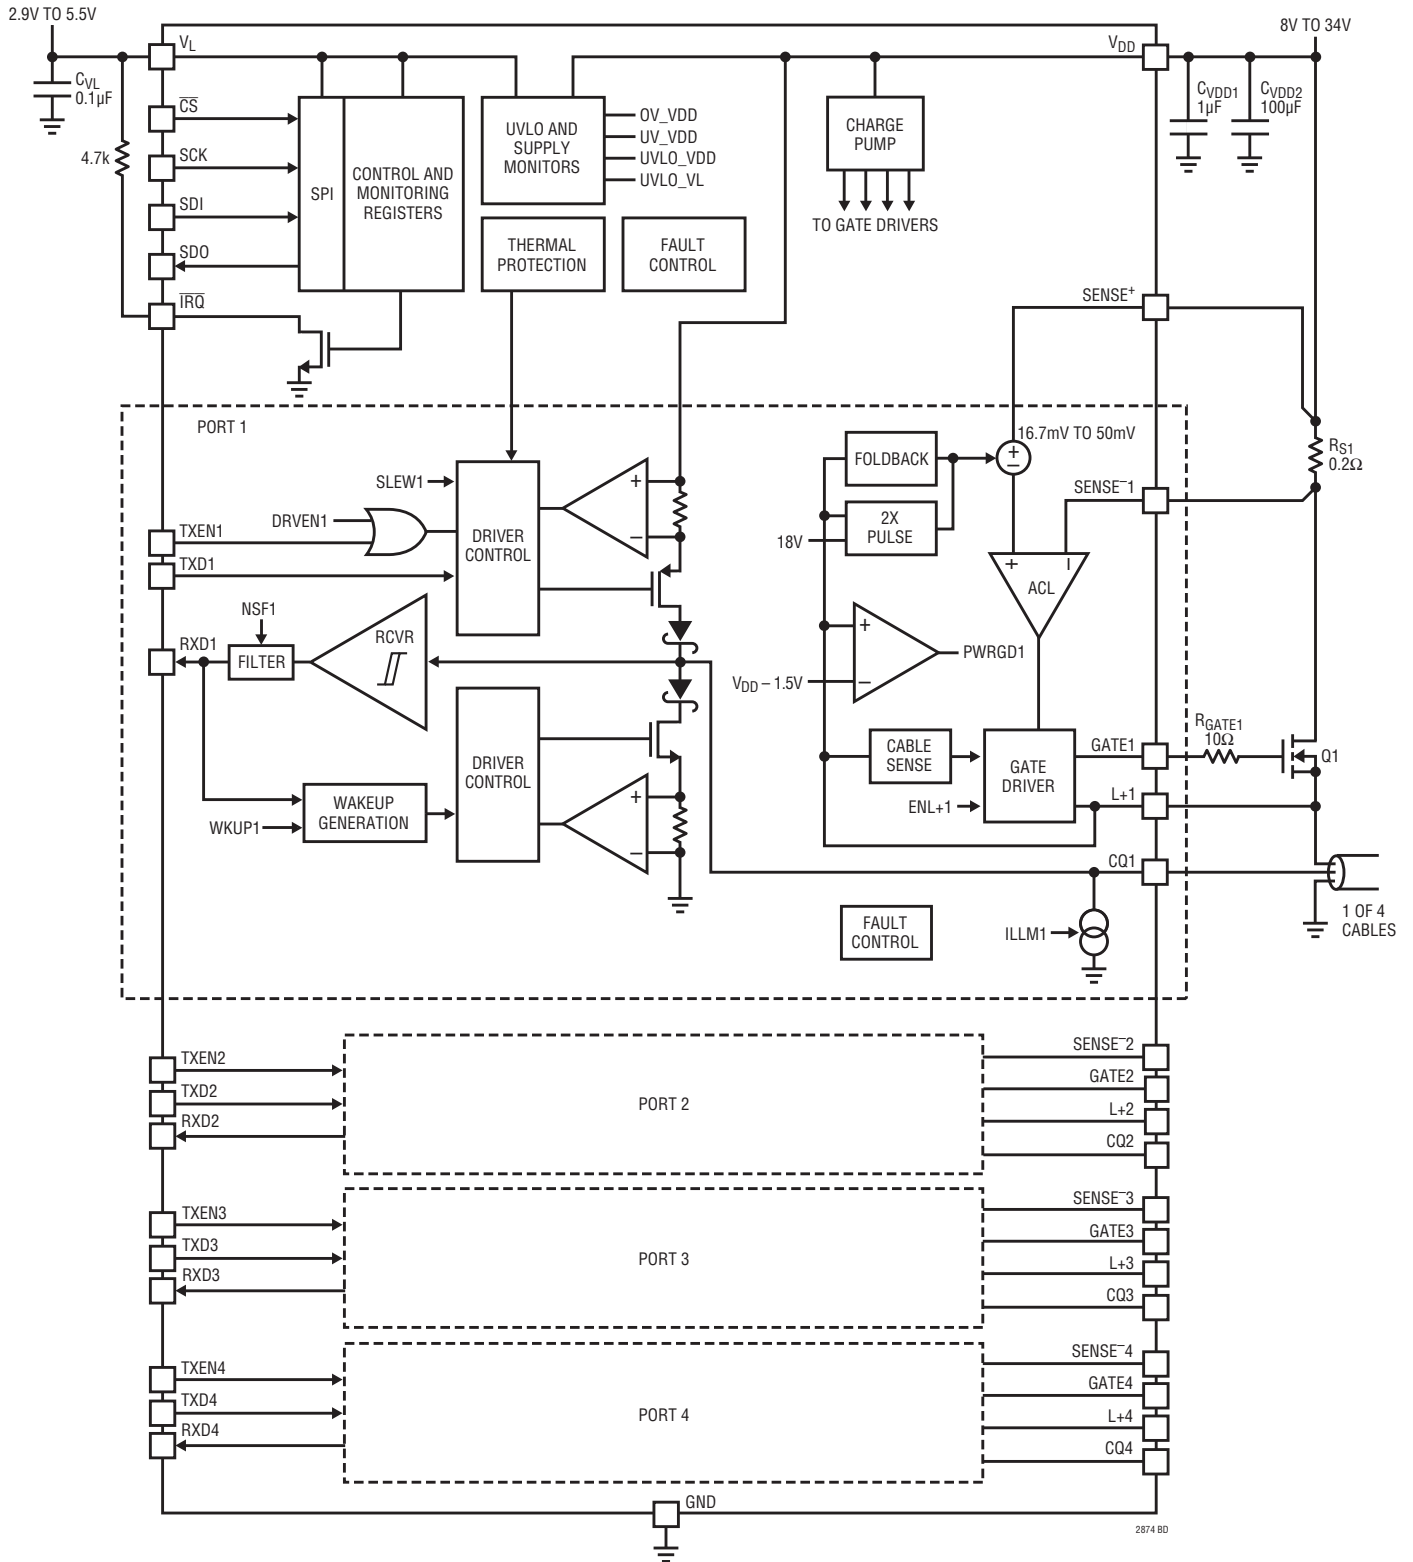 2.9V TO 5.5V
8V TO 34V
VL
VDD
CVL
0.1µF
CVDD1
1µF
CVDD2
100µF
CS
SCK
SDI
SDO
IRQ
4.7k
SPI
CONTROL AND
MONITORING
REGISTERS
UVLO AND
SUPPLY
MONITORS
OV_VDD
UV_VDD
UVLO_VDD
UVLO_VL
CHARGE
PUMP
TO GATE DRIVERS
THERMAL
PROTECTION
FAULT
CONTROL
SENSE+
PORT 1
16.7mV TO 50mV
FOLDBACK
+
–
RS1
0.2Ω
SLEW1
+
SENSE–1
DRVEN1
2X
PULSE
TXEN1
DRIVER
CONTROL
–
18V
TXD1
+
–
ACL
NSF1
RCVR
+
RXD1
FILTER
PWRGD1
VDD – 1.5V
–
RGATE1
10Ω
CABLE
SENSE
GATE1
Q1
DRIVER
CONTROL
GATE
DRIVER
+
L+1
WAKEUP
GENERATION
ENL+1
WKUP1
–
CQ1
FAULT
CONTROL
ILLM1
1 OF 4
CABLES
TXEN2
TXD2
RXD2
PORT 2
SENSE–2
GATE2
L+2
CQ2
TXEN3
TXD3
RXD3
PORT 3
SENSE–3
GATE3
L+3
CQ3
TXEN4
TXD4
RXD4
PORT 4
SENSE–4
GATE4
L+4
CQ4
GND
2874 BD